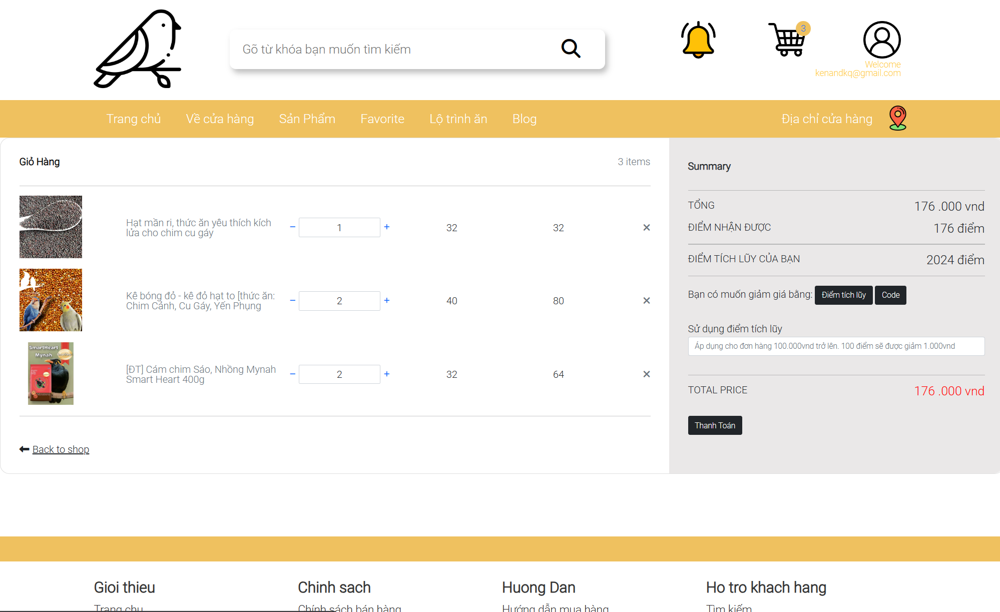 Gõ từ khóa bạn muốn tìm kiếm
3
Welcome
kenandkq@gmail.com
Trang chủ
Về cửa hàng
Sản Phẩm
Favorite
Lộ trình ăn
Blog
Địa chỉ cửa hàng
Giỏ Hàng
3 items
Hạt mần ri, thức ăn yêu thích kích
lửa cho chim cu gáy
− 1 + 32 32 ×
Kê bóng đỏ - kê đỏ hạt to [thức ăn:
Chim Cảnh, Cu Gáy, Yến Phụng
− 2 + 40 80 ×
SmartHeart
Mynah
[ĐT] Cám chim Sáo, Nhồng Mynah
Smart Heart 400g
− 2 + 32 64 ×
Back to shop
Summary
TỔNG 176 .000 vnd
ĐIỂM NHẬN ĐƯỢC 176 điểm
ĐIỂM TÍCH LŨY CỦA BẠN 2024 điểm
Bạn có muốn giảm giá bằng: Điểm tích lũy Code
Sử dụng điểm tích lũy
Áp dụng cho đơn hàng 100.000vnd trở lên. 100 điểm sẽ được giảm 1.000vnd
TOTAL PRICE 176 .000 vnd
Thanh Toán
Gioi thieu
Chinh sach
Huong Dan
Ho tro khach hang
Trang chu
Chính sách bán hàng
Hướng dẫn mua hàng
Tìm kiếm